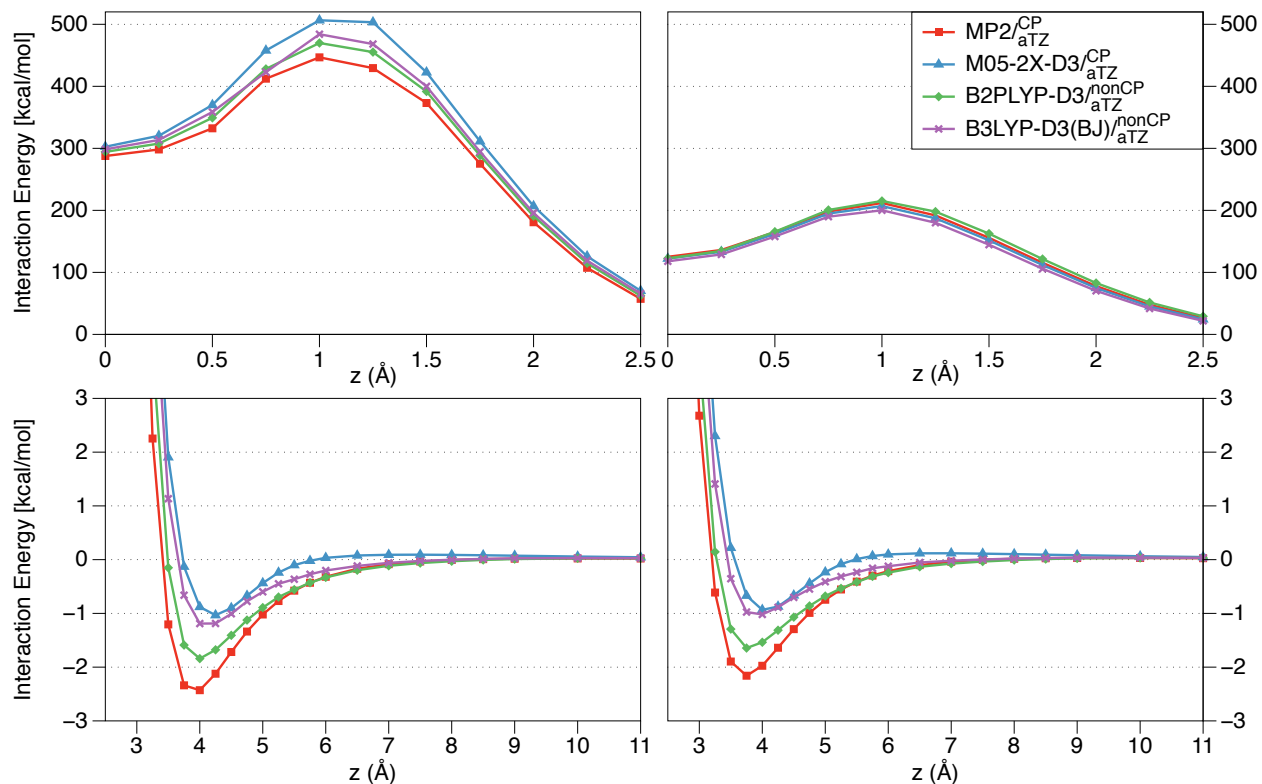 500
400
300
200
100
0
Interaction Energy [kcal/mol]
0 0.5 1 1.5 2 2.5
z (Å)
MP2/CP aTZ
M05-2X-D3/CP aTZ
B2PLYP-D3/nonCP aTZ
B3LYP-D3(BJ)/nonCP aTZ
500
400
300
200
100
0
0 0.5 1 1.5 2 2.5
z (Å)
3
2
1
0
−1
−2
−3
Interaction Energy [kcal/mol]
3 4 5 6 7 8 9 10 11
z (Å)
3
2
1
0
−1
−2
−3
3 4 5 6 7 8 9 10 11
z (Å)